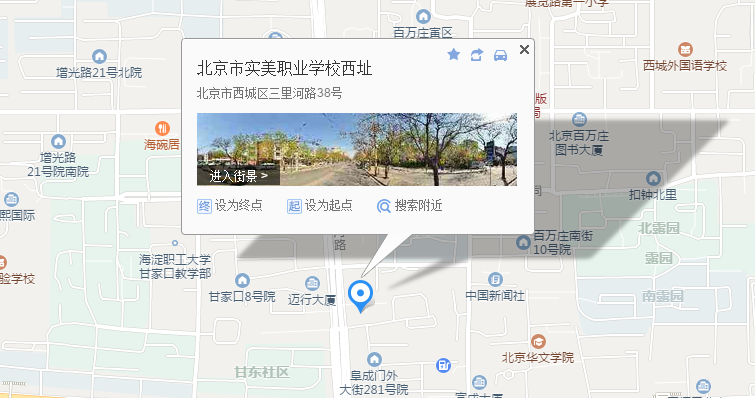 展览路第一小学
百万庄南区
增光路21号北院
西城外国语学校
北京市实美职业学校西址
北京市西城区三里河路38号
进入街景 >
终 设为终点
起 设为起点
搜索附近
版
局
海碗居
北京百万庄
图书大厦
增光路
21号院南院
扣钟北里
熙国际
百万庄南街
10号院
北露园
露园
南露园
路
海淀职工大学
甘家口教学部
验学校
甘家口8号院
迈行大厦
中国新闻社
北京华文学院
甘东社区
阜成门外
大街281号院